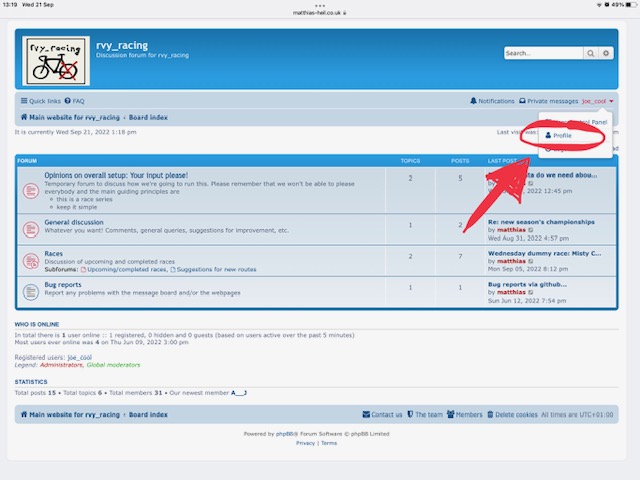 13:19 Wed 21 Sep
49%
matthias-heil.co.uk
rvy_racing
rvy_racing
Discussion forum for rvy_racing
Search...
Quick links FAQ
Notifications Private messages joe_cool
Panel
Main website for rvy_racing ‹ Board index
Profile
It is currently Wed Sep 21, 2022 1:18 pm
Last visit was:
FORUM TOPICS POSTS LAST POST
Opinions on overall setup: Your input please!
Temporary forum to discuss how we're going to run this. Please remember that we won't be able to please
everybody and the main guiding principles are
this is a race series
keep it simple
2 5
do we need abou...
2022 12:45 pm
General discussion
Whatever you want! Comments, general queries, suggestions for improvement, etc.
1 2
Re: new season's championships
by matthias
Wed Aug 31, 2022 4:57 pm
Races
Discussion of upcoming and completed races
Subforums: Upcoming/completed races, Suggestions for new routes
2 7
Wednesday dummy race: Misty C...
by matthias
Mon Sep 05, 2022 8:12 pm
Bug reports
Report any problems with the message board and/or the webpages
1 1
Bug reports via github...
by matthias
Sun Jun 12, 2022 7:54 pm
WHO IS ONLINE
In total there is 1 user online :: 1 registered, 0 hidden and 0 guests (based on users active over the past 5 minutes)
Most users ever online was 4 on Thu Jun 09, 2022 3:00 pm
Registered users: joe_cool
Legend: Administrators, Global moderators
STATISTICS
Total posts 15 • Total topics 6 • Total members 31 • Our newest member A__J
Main website for rvy_racing ‹ Board index
Contact us The team Members Delete cookies All times are UTC+01:00
Powered by phpBB® Forum Software © phpBB Limited
Privacy | Terms